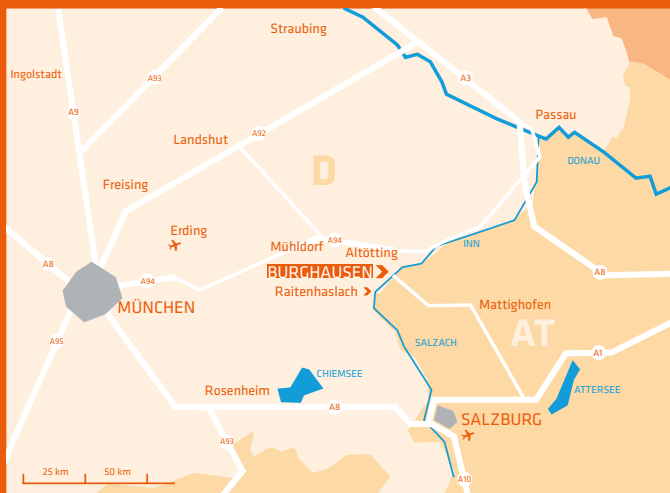 Straubing
Ingolstadt
A93
A3
A9
Passau
A92
Landshut
DONAU
D
Freising
Erding
Mühldorf
A94
Altötting
INN
A8
BURGHAUSEN
A8
A94
Raitenhaslach
MÜNCHEN
Mattighofen
AT
A95
SALZACH
A1
CHIEMSEE
Rosenheim
ATTERSEE
A8
SALZBURG
A93
25 km
50 km
A10